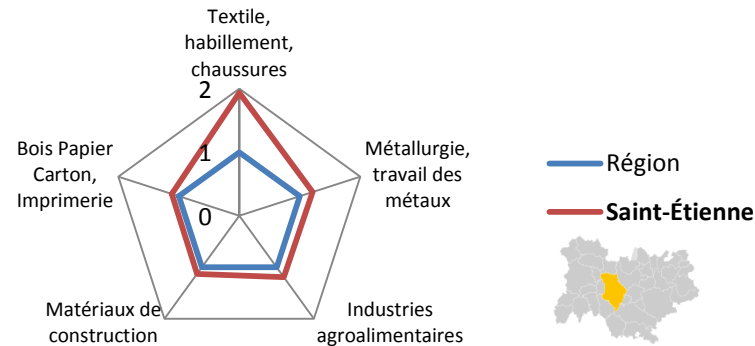 Textile,
habillement,
chaussures
2
1
0
Bois Papier
Carton,
Imprimerie
Métallurgie,
travail des
métaux
Matériaux de
construction
Industries
agroalimentaires
Région
Saint-Étienne